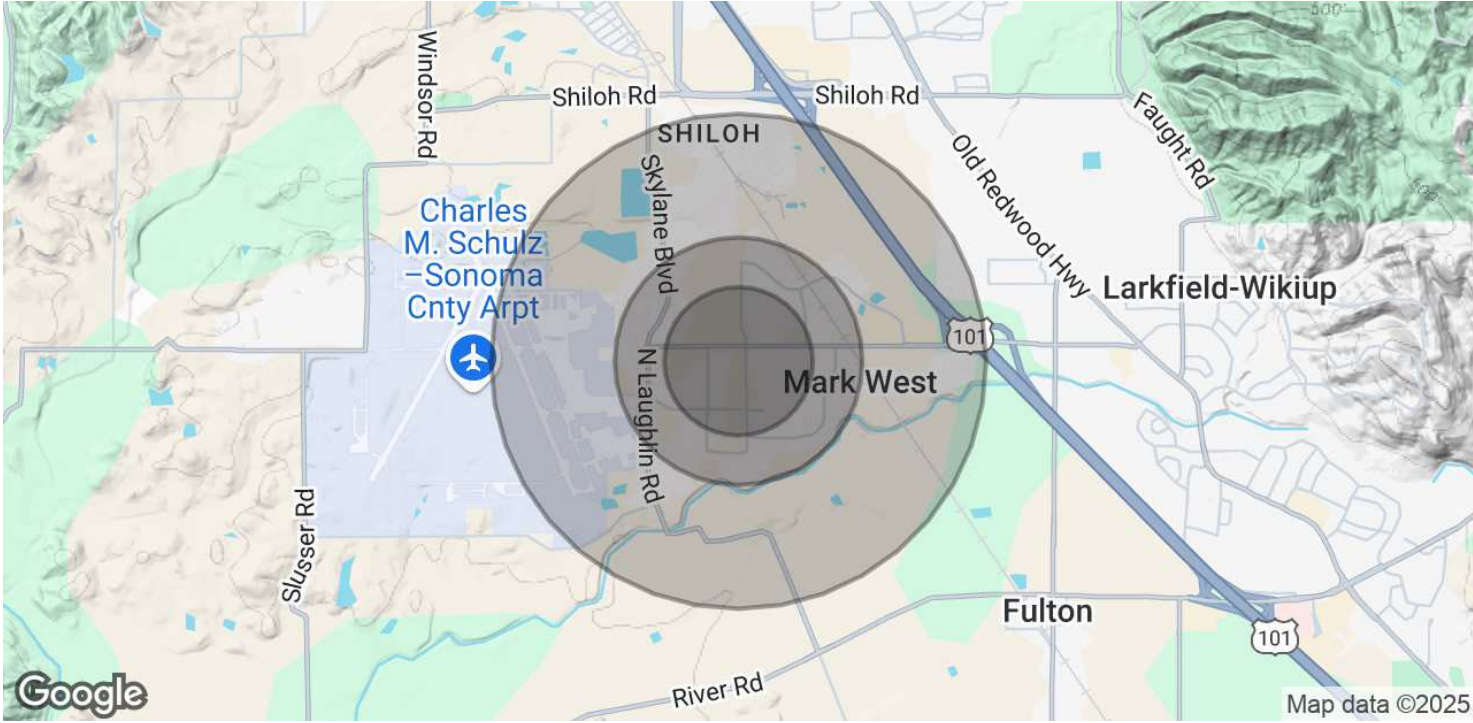 Windsor Rd
Shiloh Rd
Shiloh Rd
SHILOH
Faught Rd
Old Redwood Hwy
Skylane Blvd
Charles
M. Schulz
–Sonoma
Cnty Arpt
Larkfield-Wikiup
101
N Laughlin Rd
Mark West
Slusser Rd
Fulton
101
River Rd
Google
Map data ©2025